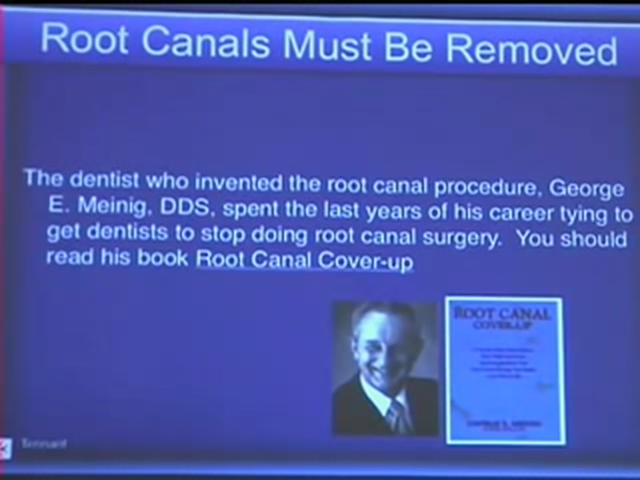 Root Canals Must Be Removed
The dentist who invented the root canal procedure, George
E. Meinig, DDS, spent the last years of his career tying to
get dentists to stop doing root canal surgery. You should
read his book Root Canal Cover-up
ROOT CANAL
COVER-UP
Tennant